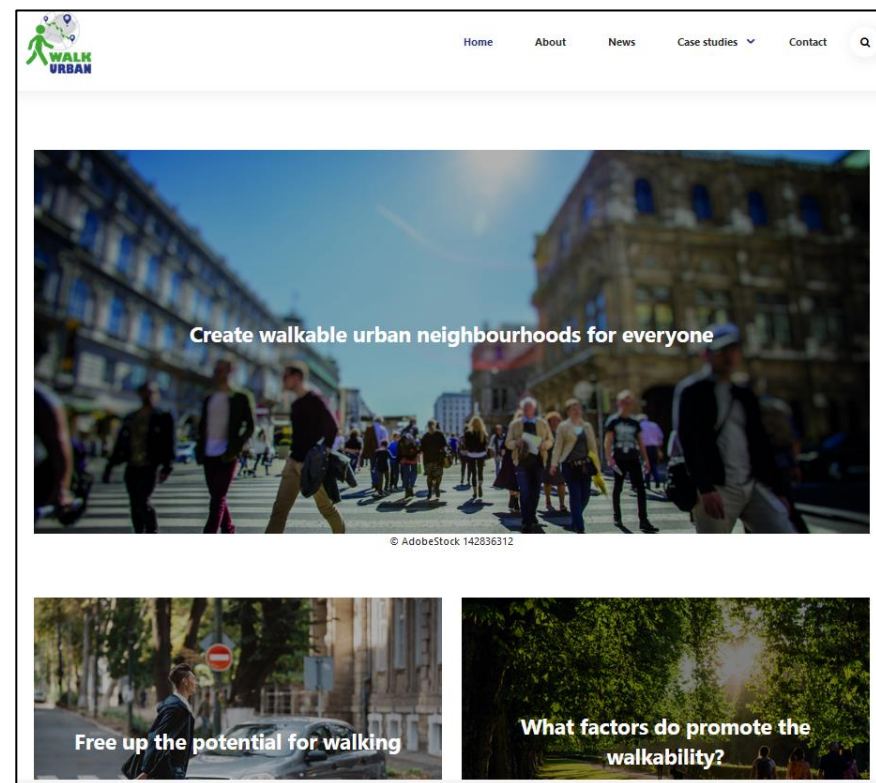 WALK
URBAN
Home About News Case studies Contact
Create walkable urban neighbourhoods for everyone
© AdobeStock 142836312
Free up the potential for walking
What factors do promote the
walkability?